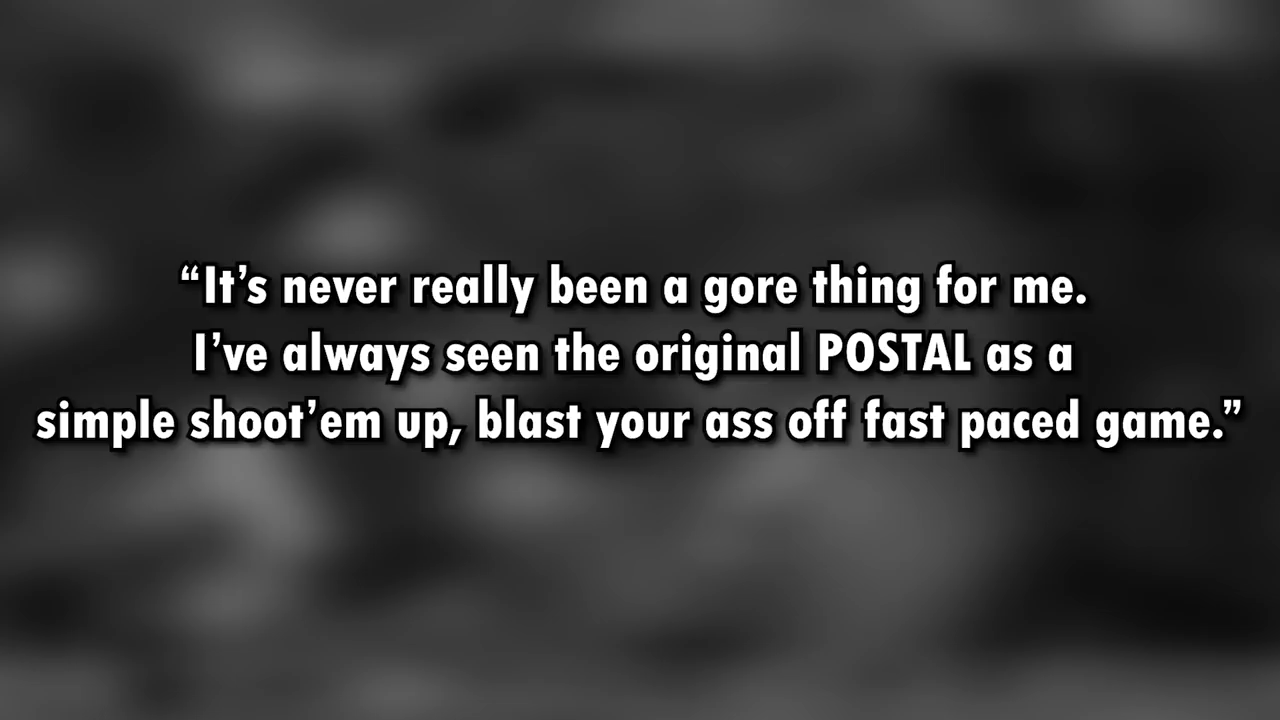 “It’s never really been a gore thing for me.
I’ve always seen the original POSTAL as a
simple shoot’em up, blast your ass off fast paced game.”